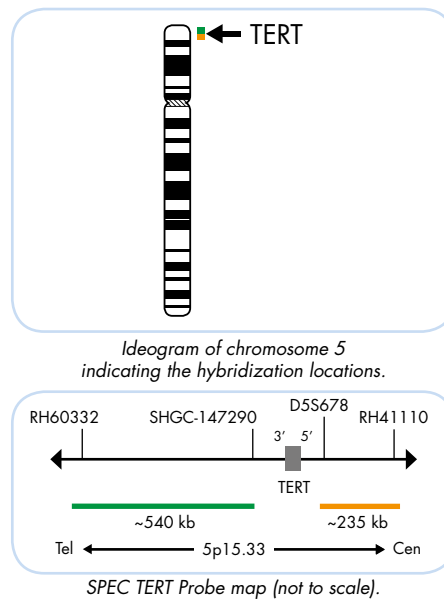 TERT
Ideogram of chromosome 5
indicating the hybridization locations.
RH60332 SHGC-147290 D5S678 RH41110
3’ 5’
TERT
~540 kb ~235 kb
Tel 5p15.33 Cen
SPEC TERT Probe map (not to scale).